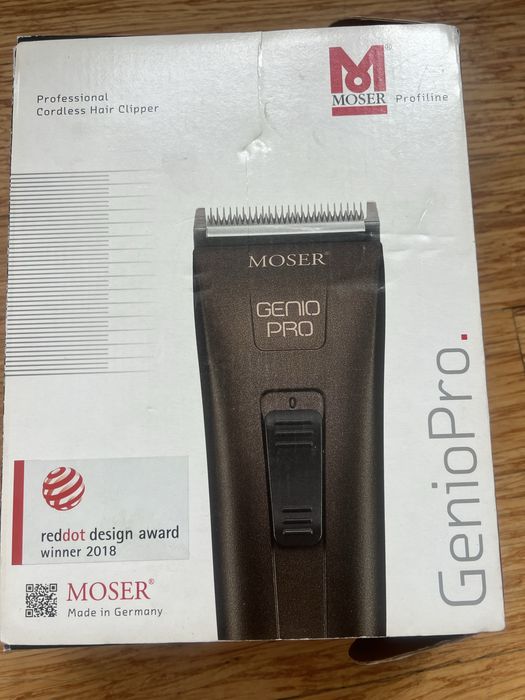 Professional
Cordless Hair Clipper
M®
MOSER
Profiline
MOSER®
GENIO
PRO
0
GenioPro.
reddot design award
winner 2018
MOSER®
Made in Germany